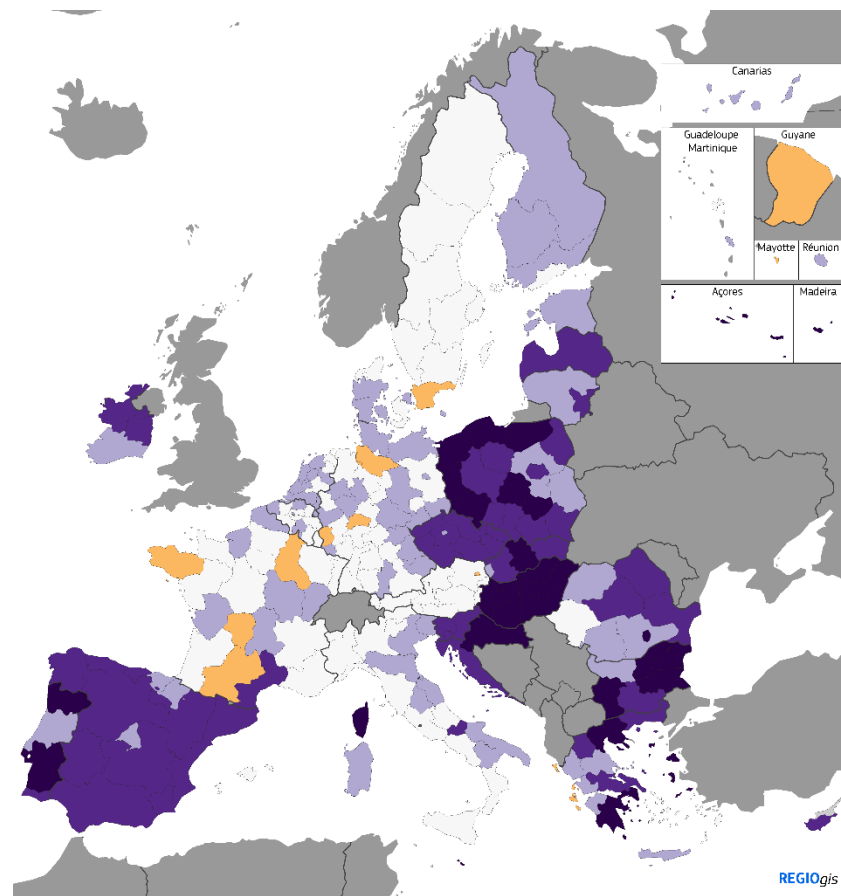 Canarias
Guadeloupe
Martinique
Guyane
Mayotte
Réunion
Açores
Madeira
REGIOgis